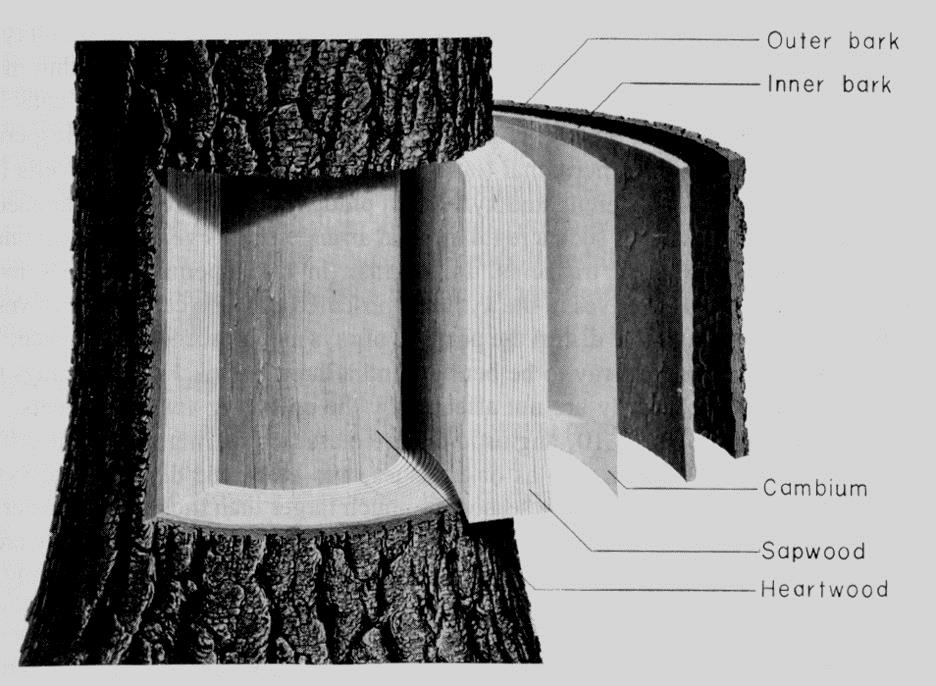 Outer bark
Inner bark
Cambium
Sapwood
Heartwood